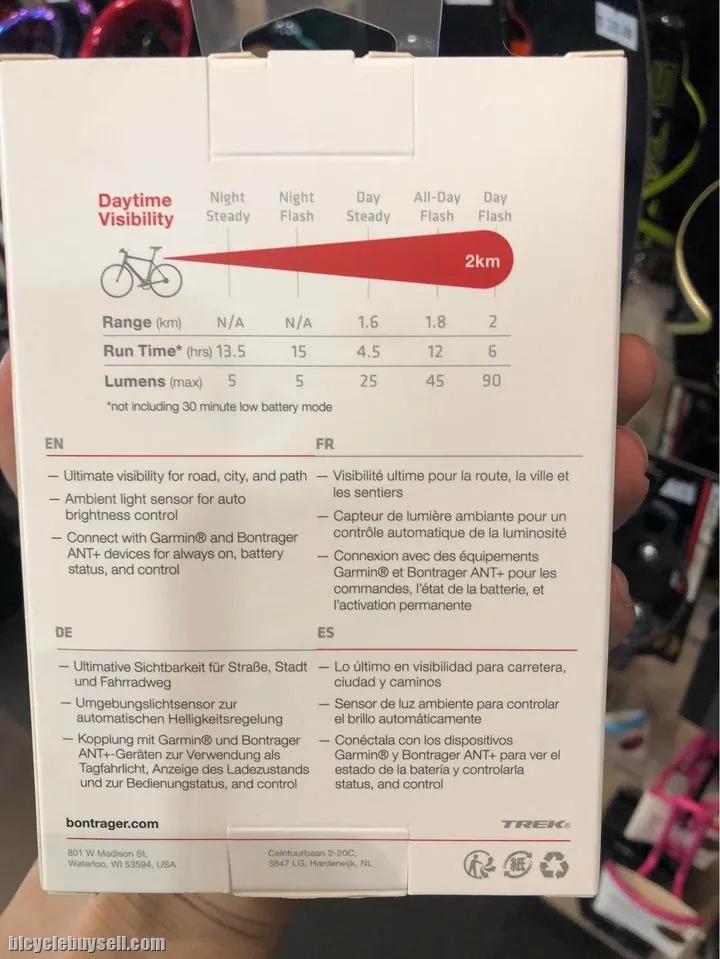 Daytime Visibility
Night Steady
Night Flash
Day Steady
All-Day Flash
Day Flash
2km
Range (km) N/A N/A 1.6 1.8 2
Run Time* (hrs) 13.5 15 4.5 12 6
Lumens (max) 5 5 25 45 90
*not including 30 minute low battery mode
EN
— Ultimate visibility for road, city, and path
— Ambient light sensor for auto
brightness control
— Connect with Garmin® and Bontrager
ANT+ devices for always on, battery
status, and control
FR
— Visibilité ultime pour la route, la ville et
les sentiers
— Capteur de lumière ambiante pour un
contrôle automatique de la luminosité
— Connexion avec des équipements
Garmin® et Bontrager ANT+ pour les
commandes, l'état de la batterie, et
l'activation permanente
DE
— Ultimative Sichtbarkeit für Straße, Stadt
und Fahrradweg
— Umgebungslichtsensor zur
automatischen Helligkeitsregelung
— Kopplung mit Garmin® und Bontrager
ANT+-Geräten zur Verwendung als
Tagfahrlicht, Anzeige des Ladezustands
und zur Bedienungstatus, and control
ES
— Lo último en visibilidad para carretera,
ciudad y caminos
— Sensor de luz ambiente para controlar
el brillo automáticamente
— Conéctala con los dispositivos
Garmin® y Bontrager ANT+ para ver el
estado de la batería y controlarla
status, and control
bontrager.com
TREK®
801 W Madison St,
Waterloo, WI 53594, USA
Ceintuurbaan 2-20C,
3847 LG, Harderwijk, NL
紙
bicyclebuysell.com